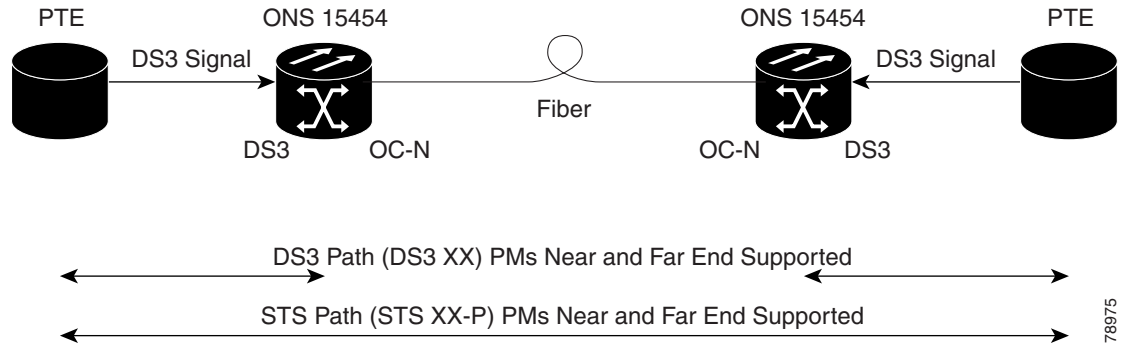 PTE
ONS 15454
ONS 15454
PTE
DS3 Signal
DS3 Signal
Fiber
DS3
OC-N
OC-N
DS3
DS3 Path (DS3 XX) PMs Near and Far End Supported
STS Path (STS XX-P) PMs Near and Far End Supported
78975